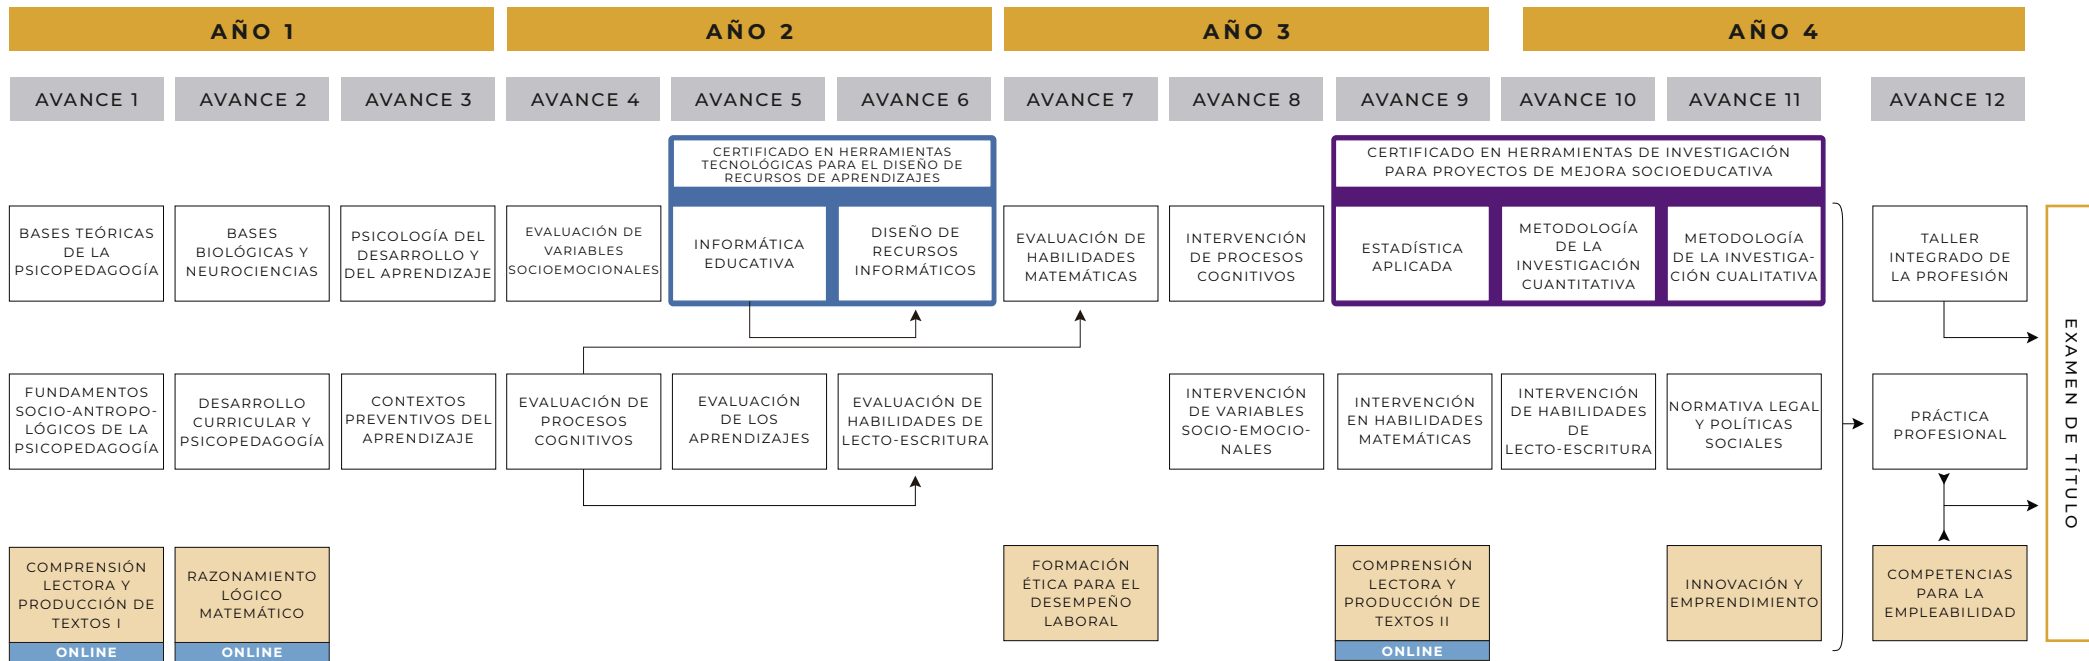 AÑO 1
AÑO 2
AÑO 3
AÑO 4
AVANCE 1
AVANCE 2
AVANCE 3
AVANCE 4
AVANCE 5
AVANCE 6
AVANCE 7
AVANCE 8
AVANCE 9
AVANCE 10
AVANCE 11
AVANCE 12
CERTIFICADO EN HERRAMIENTAS
TECNOLÓGICAS PARA EL DISEÑO DE
RECURSOS DE APRENDIZAJES
CERTIFICADO EN HERRAMIENTAS DE INVESTIGACIÓN
PARA PROYECTOS DE MEJORA SOCIOEDUCATIVA
BASES TEÓRICAS
DE LA
PSICOPEDAGOGÍA
BASES
BIOLÓGICAS Y
NEUROCIENCIAS
PSICOLOGÍA DEL
DESARROLLO Y
DEL APRENDIZAJE
EVALUACIÓN DE
VARIABLES
SOCIOEMOCIONALES
INFORMÁTICA
EDUCATIVA
DISEÑO DE
RECURSOS
INFORMÁTICOS
EVALUACIÓN DE
HABILIDADES
MATEMÁTICAS
INTERVENCIÓN
DE PROCESOS
COGNITIVOS
ESTADÍSTICA
APLICADA
METODOLOGÍA
DE LA
INVESTIGACIÓN
CUANTITATIVA
METODOLOGÍA
DE LA INVESTIGA-
CIÓN CUALITATIVA
TALLER
INTEGRADO DE
LA PROFESIÓN
FUNDAMENTOS
SOCIO-ANTROPO-
LÓGICOS DE LA
PSICOPEDAGOGÍA
DESARROLLO
CURRICULAR Y
PSICOPEDAGOGÍA
CONTEXTOS
PREVENTIVOS DEL
APRENDIZAJE
EVALUACIÓN DE
PROCESOS
COGNITIVOS
EVALUACIÓN
DE LOS
APRENDIZAJES
EVALUACIÓN DE
HABILIDADES DE
LECTO-ESCRITURA
INTERVENCIÓN
DE VARIABLES
SOCIO-EMOCIO-
NALES
INTERVENCIÓN
EN HABILIDADES
MATEMÁTICAS
INTERVENCIÓN
DE HABILIDADES
DE
LECTO-ESCRITURA
NORMATIVA LEGAL
Y POLÍTICAS
SOCIALES
PRÁCTICA
PROFESIONAL
EXAMEN DE TÍTULO
COMPRENSIÓN
LECTORA Y
PRODUCCIÓN DE
TEXTOS I
ONLINE
RAZONAMIENTO
LÓGICO
MATEMÁTICO
ONLINE
FORMACIÓN
ÉTICA PARA EL
DESEMPEÑO
LABORAL
COMPRENSIÓN
LECTORA Y
PRODUCCIÓN DE
TEXTOS II
ONLINE
INNOVACIÓN Y
EMPRENDIMIENTO
COMPETENCIAS
PARA LA
EMPLEABILIDAD